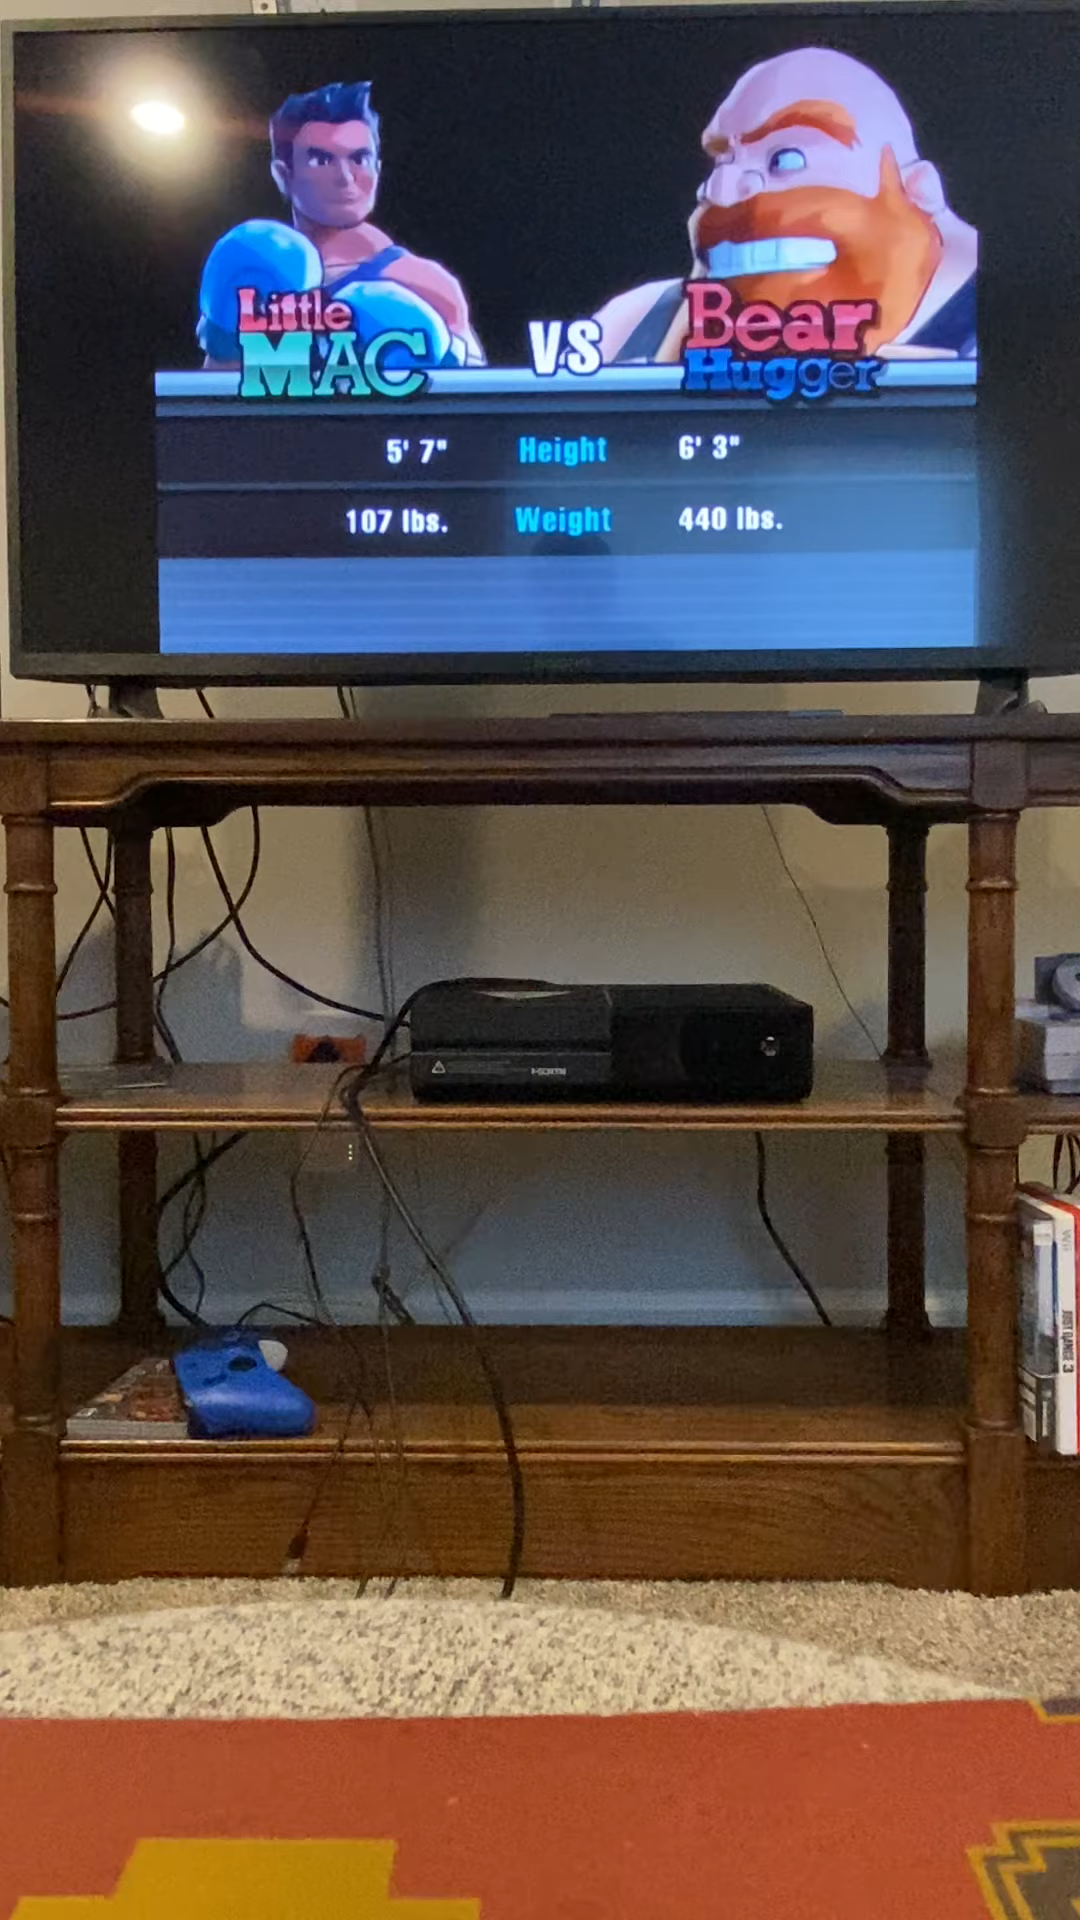 Little
MAC
VS
Bear
Hugger
5' 7" Height 6' 3"
107 lbs. Weight 440 lbs.
HDMI
Wii
JUST DANCE 3